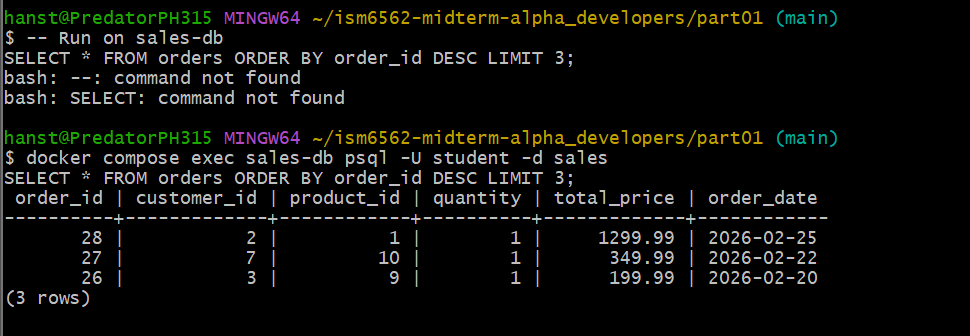 hanst@PredatorPH315 MINGW64 ~/ism6562-midterm-alpha_developers/part01 (main)
$ -- Run on sales-db
SELECT * FROM orders ORDER BY order_id DESC LIMIT 3;
bash: --: command not found
bash: SELECT: command not found

hanst@PredatorPH315 MINGW64 ~/ism6562-midterm-alpha_developers/part01 (main)
$ docker compose exec sales-db psql -U student -d sales
SELECT * FROM orders ORDER BY order_id DESC LIMIT 3;
 order_id | customer_id | product_id | quantity | total_price | order_date
----------+-------------+------------+----------+-------------+------------
       28 |           2 |          1 |        1 |     1299.99 | 2026-02-25
       27 |           7 |         10 |        1 |      349.99 | 2026-02-22
       26 |           3 |          9 |        1 |      199.99 | 2026-02-20
(3 rows)